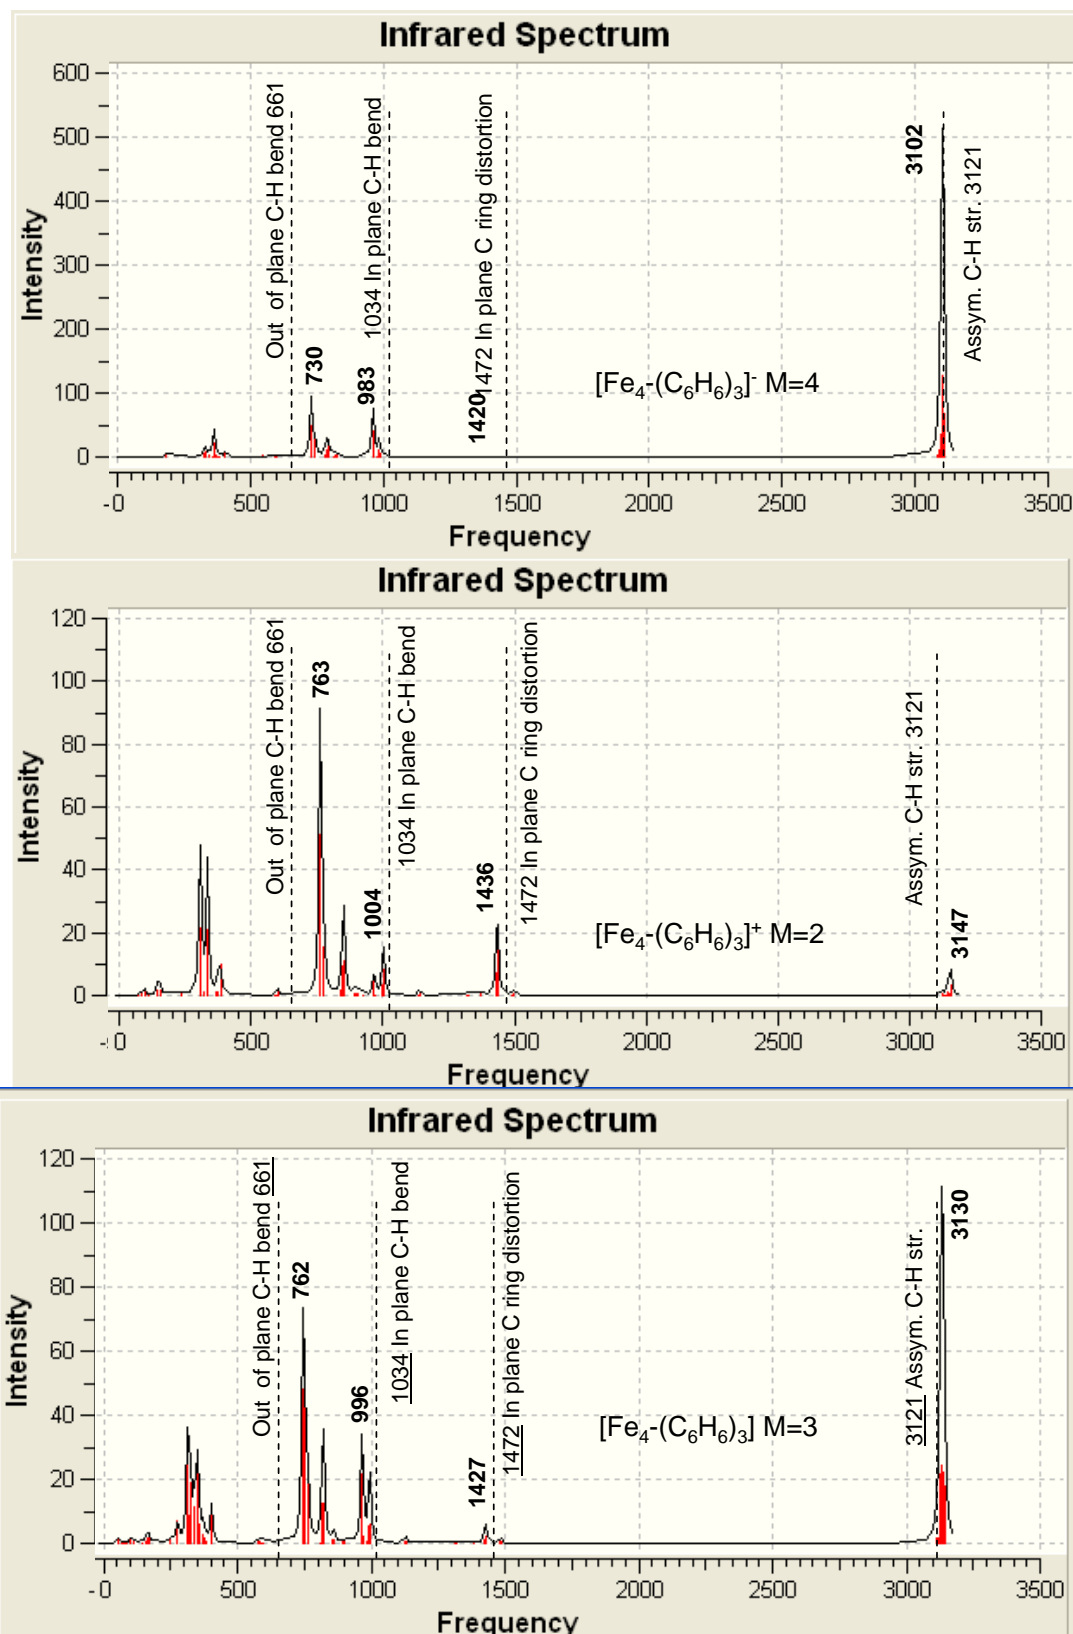 Infrared Spectrum
600
500
400
300
200
100
0
Intensity
Out of plane C-H bend 661
730
1034 In plane C-H bend
983
1472 In plane C ring distortion
1420
[Fe4-(C6H6)3]- M=4
3102
Assym. C-H str. 3121
-0
500
1000
1500
2000
2500
3000
3500
Frequency
Infrared Spectrum
120
100
80
60
40
20
0
Intensity
Out of plane C-H bend 661
763
1004
1034 In plane C-H bend
1436
1472 In plane C ring distortion
[Fe4-(C6H6)3]+ M=2
Assym. C-H str. 3121
3147
0
500
1000
1500
2000
2500
3000
3500
Frequency
Infrared Spectrum
120
100
80
60
40
20
0
Intensity
Out of plane C-H bend 661
762
996
1034 In plane C-H bend
1427
1472 In plane C ring distortion
[Fe4-(C6H6)3] M=3
3121 Assym. C-H str.
3130
-0
500
1000
1500
2000
2500
3000
3500
Frequency